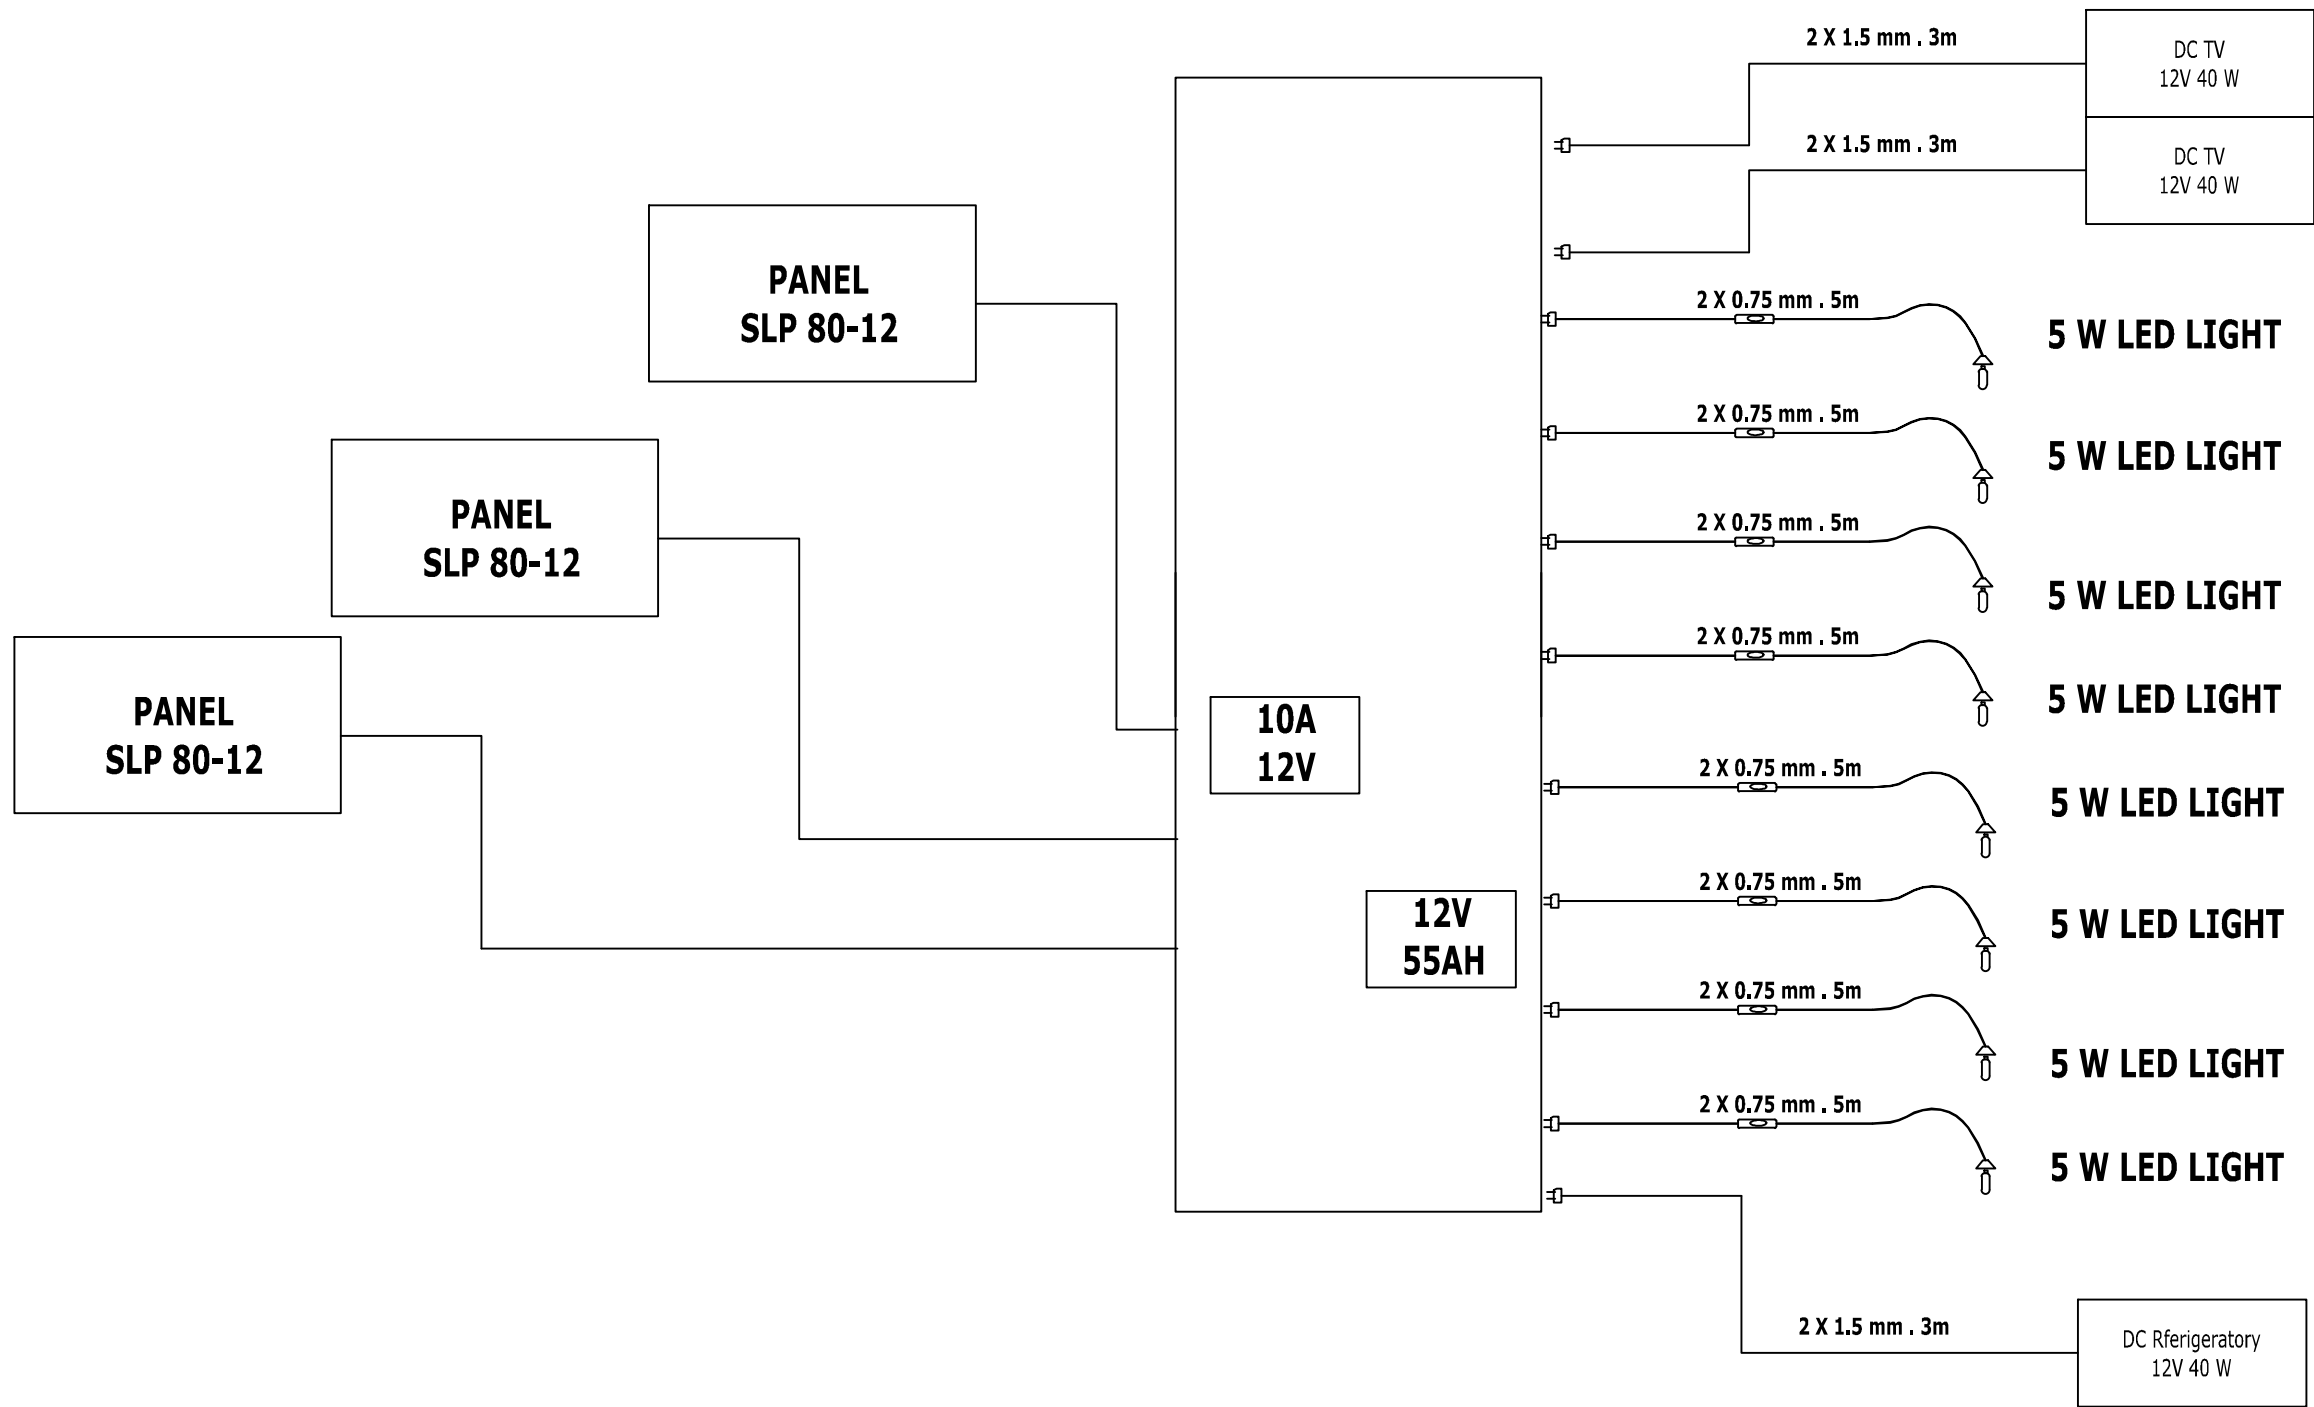 2 X 1.5 mm . 3m
DC TV
12V 40 W
2 X 1.5 mm . 3m
DC TV
12V 40 W
PANEL
SLP 80-12
2 X 0.75 mm . 5m
5 W LED LIGHT
2 X 0.75 mm . 5m
5 W LED LIGHT
PANEL
SLP 80-12
2 X 0.75 mm . 5m
5 W LED LIGHT
2 X 0.75 mm . 5m
5 W LED LIGHT
PANEL
SLP 80-12
10A
12V
2 X 0.75 mm . 5m
5 W LED LIGHT
2 X 0.75 mm . 5m
5 W LED LIGHT
12V
55AH
2 X 0.75 mm . 5m
5 W LED LIGHT
2 X 0.75 mm . 5m
5 W LED LIGHT
2 X 1.5 mm . 3m
DC Rferigeratory
12V 40 W